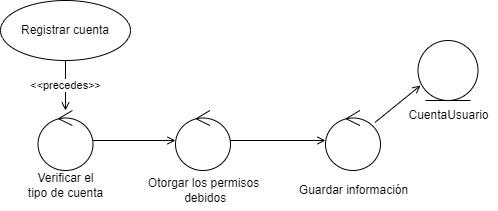 Registrar cuenta
<<precedes>>
CuentaUsuario
Verificar el
tipo de cuenta
Otorgar los permisos
debidos
Guardar información